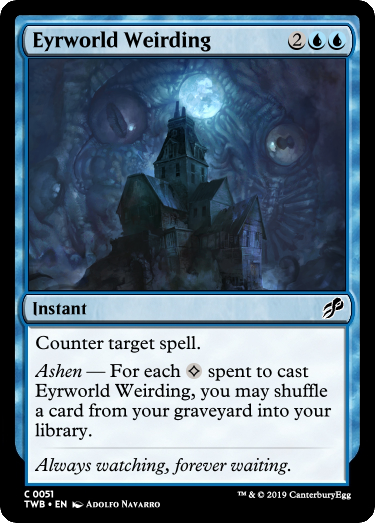 Eyrworld Weirding 2
Instant
Counter target spell.
Ashen — For each spent to cast
Eyrworld Weirding, you may shuffle
a card from your graveyard into your
library.
Always watching, forever waiting.
C 0051
TWB • EN Adolfo Navarro
™ & © 2019 CanterburyEgg